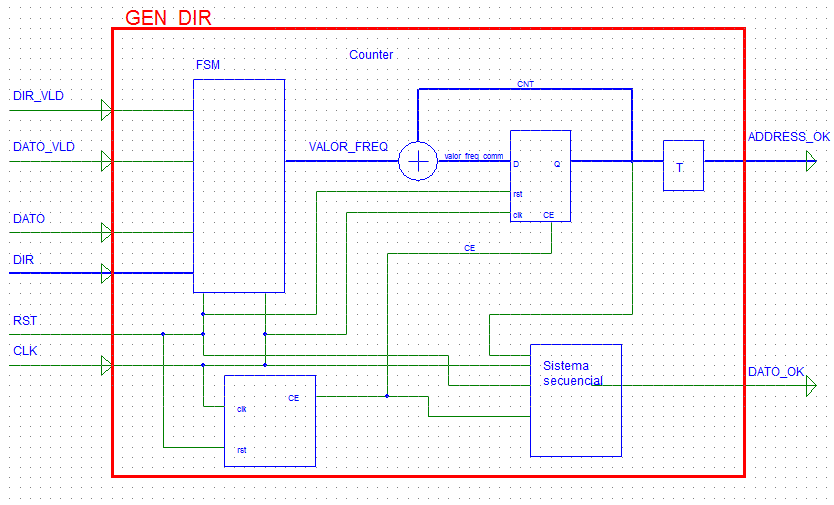 GEN_DIR
Counter
FSM
CNT
DIR_VLD
DATO_VLD
VALOR_FREQ
valor_freq_comm
D
Q
T
ADDRESS_OK
rst
clk
CE
DATO
DIR
CE
RST
CLK
Sistema
secuencial
DATO_OK
CE
clk
rst